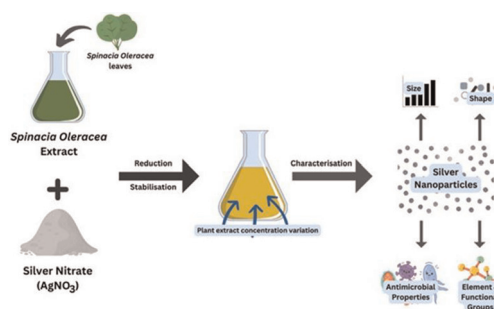 Spinacia Oleracea
leaves
Spinacia Oleracea
Extract
Silver Nitrate
(AgNO3)
Reduction
Stabilisation
Plant extract concentration variation
Characterisation
Size
Shape
Silver
Nanoparticles
Antimicrobial
Properties
Element &
Functional
Groups